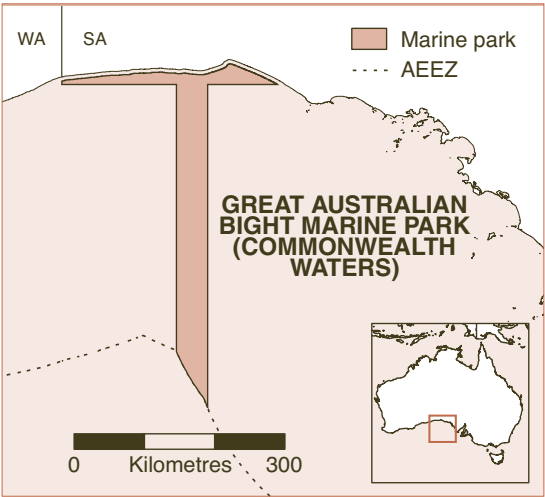 WA
SA
Marine park
AEEZ
GREAT AUSTRALIAN
BIGHT MARINE PARK
(COMMONWEALTH
WATERS)
0 Kilometres 300